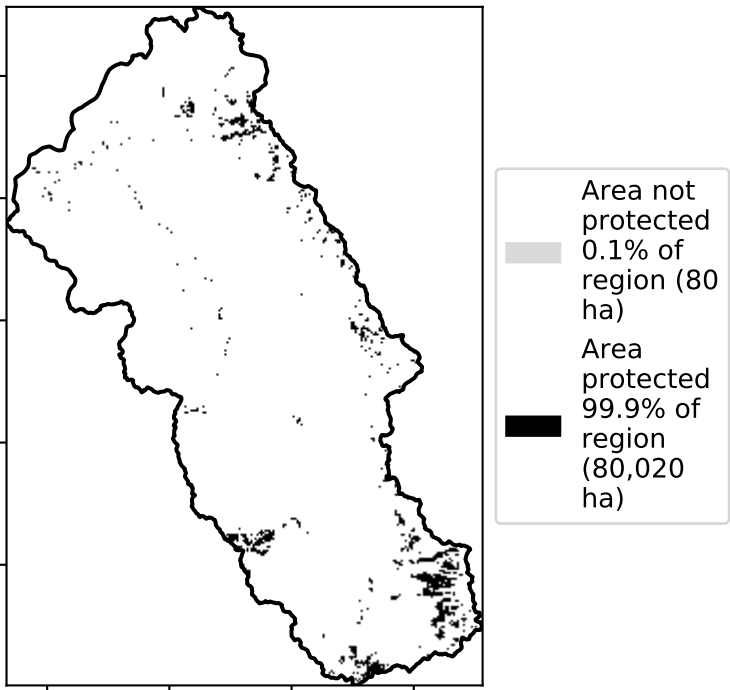 Area not
protected
0.1% of
region (80
ha)
Area
protected
99.9% of
region
(80,020
ha)